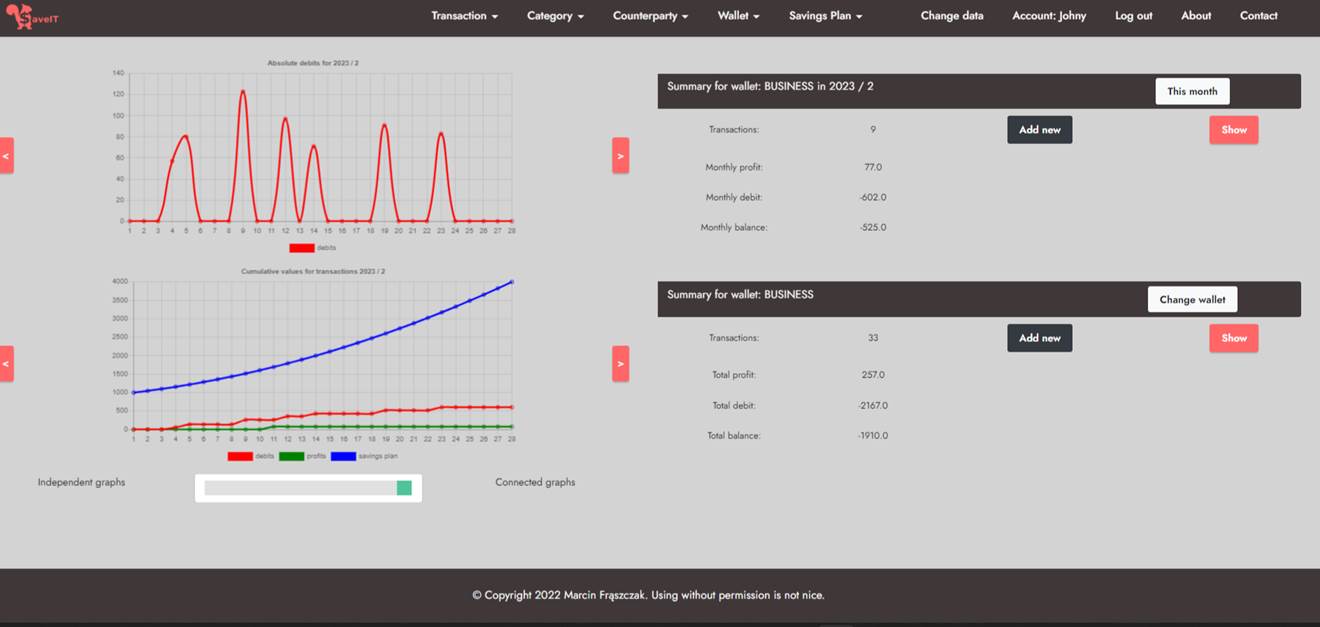 SaveIT
Transaction Category Counterparty Wallet Savings Plan Change data Account: Johny Log out About Contact
Absolute debits for 2023 / 2
140
120
100
80
60
40
20
0
1 2 3 4 5 6 7 8 9 10 11 12 13 14 15 16 17 18 19 20 21 22 23 24 25 26 27 28
debits
<
>
Cumulative values for transactions 2023 / 2
4000
3500
3000
2500
2000
1500
1000
500
0
1 2 3 4 5 6 7 8 9 10 11 12 13 14 15 16 17 18 19 20 21 22 23 24 25 26 27 28
debits profits savings plan
<
>
Independent graphs Connected graphs
Summary for wallet: BUSINESS in 2023 / 2 This month
Transactions: 9 Add new Show
Monthly profit: 77.0
Monthly debit: -602.0
Monthly balance: -525.0
Summary for wallet: BUSINESS Change wallet
Transactions: 33 Add new Show
Total profit: 257.0
Total debit: -2167.0
Total balance: -1910.0
© Copyright 2022 Marcin Frąszczak. Using without permission is not nice.